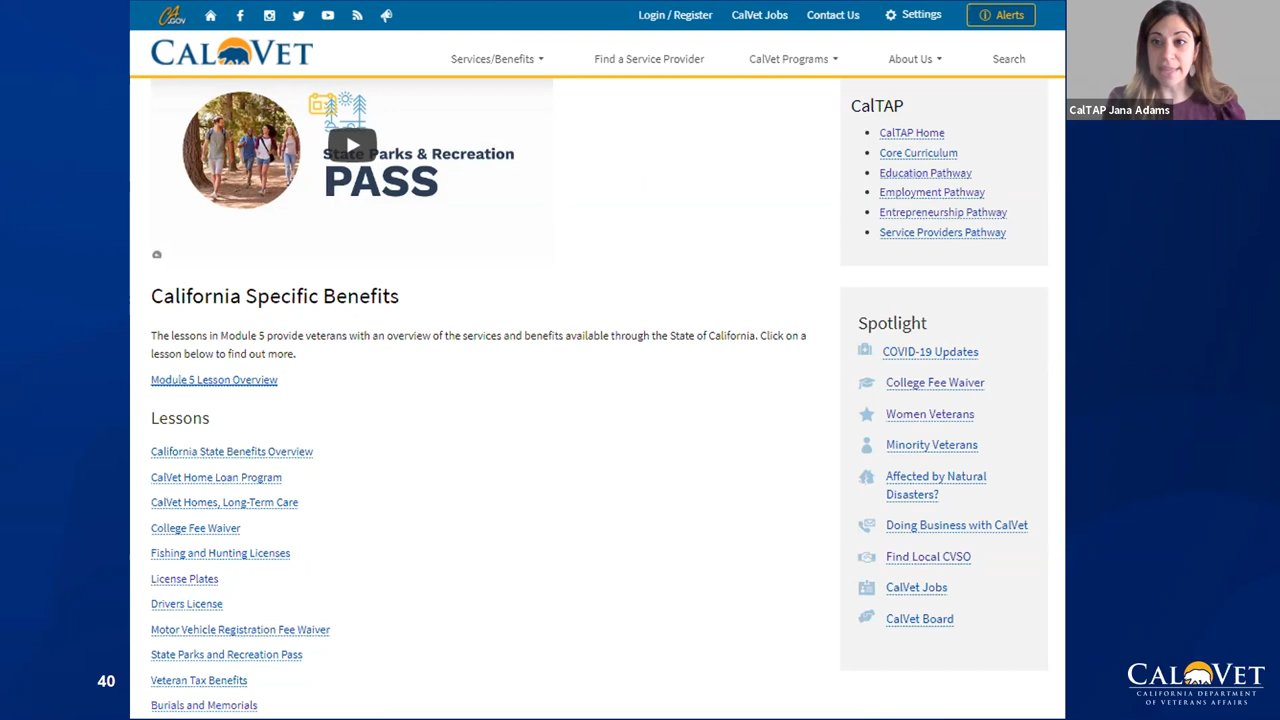 CA.GOV
Login / Register
CalVet Jobs
Contact Us
Settings
Alerts
CALVET
Services/Benefits
Find a Service Provider
CalVet Programs
About Us
Search
CalTAP Jana Adams
State Parks & Recreation
PASS
CalTAP
CalTAP Home
Core Curriculum
Education Pathway
Employment Pathway
Entrepreneurship Pathway
Service Providers Pathway
California Specific Benefits
The lessons in Module 5 provide veterans with an overview of the services and benefits available through the State of California. Click on a
lesson below to find out more.
Module 5 Lesson Overview
Lessons
California State Benefits Overview
CalVet Home Loan Program
CalVet Homes, Long-Term Care
College Fee Waiver
Fishing and Hunting Licenses
License Plates
Drivers License
Motor Vehicle Registration Fee Waiver
State Parks and Recreation Pass
Veteran Tax Benefits
Burials and Memorials
Spotlight
COVID-19 Updates
College Fee Waiver
Women Veterans
Minority Veterans
Affected by Natural
Disasters?
Doing Business with CalVet
Find Local CVSO
CalVet Jobs
CalVet Board
40
CALVET
CALIFORNIA DEPARTMENT
OF VETERANS AFFAIRS